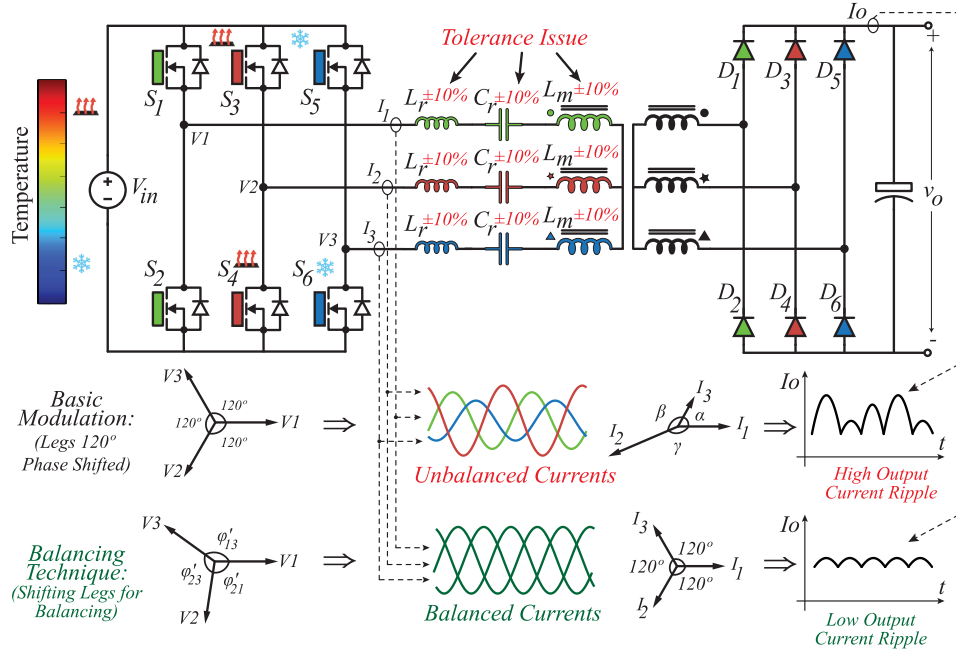 Tolerance Issue
Io
+
S1
S3
S5
D1
D3
D5
Lr±10%
Cr±10%
Lm±10%
I1
V1
Temperature
Vin
+
-
Lr±10%
Cr±10%
Lm±10%
I2
V2
vo
Lr±10%
Cr±10%
Lm±10%
I3
V3
S2
S4
S6
D2
D4
D6
-
Basic
Modulation:
(Legs 120°
Phase Shifted)
V3
120°
120°
120°
V1
V2
⇒
Unbalanced Currents
I3
β
α
γ
I2
I1
⇒
Io
t
High Output
Current Ripple
Balancing
Technique:
(Shifting Legs for
Balancing)
V3
φ'13
V1
φ'23
φ'21
V2
⇒
Balanced Currents
I3
120°
120°
120°
I1
I2
⇒
Io
t
Low Output
Current Ripple